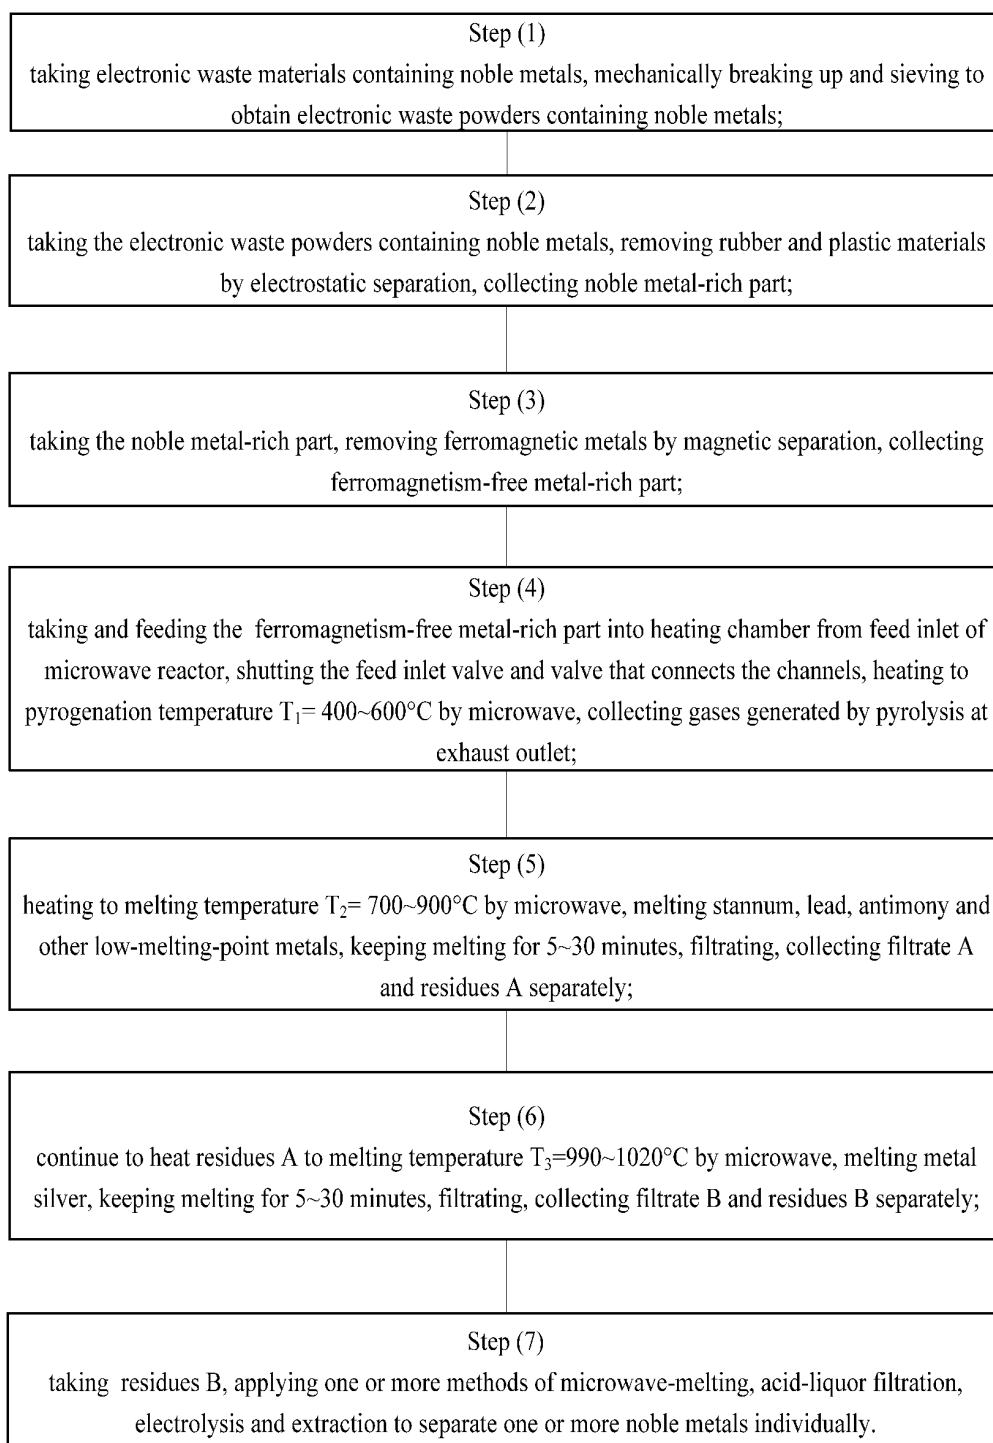 Step (1)
taking electronic waste materials containing noble metals, mechanically breaking up and sieving to
obtain electronic waste powders containing noble metals;
Step (2)
taking the electronic waste powders containing noble metals, removing rubber and plastic materials
by electrostatic separation, collecting noble metal-rich part;
Step (3)
taking the noble metal-rich part, removing ferromagnetic metals by magnetic separation, collecting
ferromagnetism-free metal-rich part;
Step (4)
taking and feeding the ferromagnetism-free metal-rich part into heating chamber from feed inlet of
microwave reactor, shutting the feed inlet valve and valve that connects the channels, heating to
pyrogenation temperature T₁= 400~600°C by microwave, collecting gases generated by pyrolysis at
exhaust outlet;
Step (5)
heating to melting temperature T₂= 700~900°C by microwave, melting stannum, lead, antimony and
other low-melting-point metals, keeping melting for 5~30 minutes, filtrating, collecting filtrate A
and residues A separately;
Step (6)
continue to heat residues A to melting temperature T₃=990~1020°C by microwave, melting metal
silver, keeping melting for 5~30 minutes, filtrating, collecting filtrate B and residues B separately;
Step (7)
taking residues B, applying one or more methods of microwave-melting, acid-liquor filtration,
electrolysis and extraction to separate one or more noble metals individually.